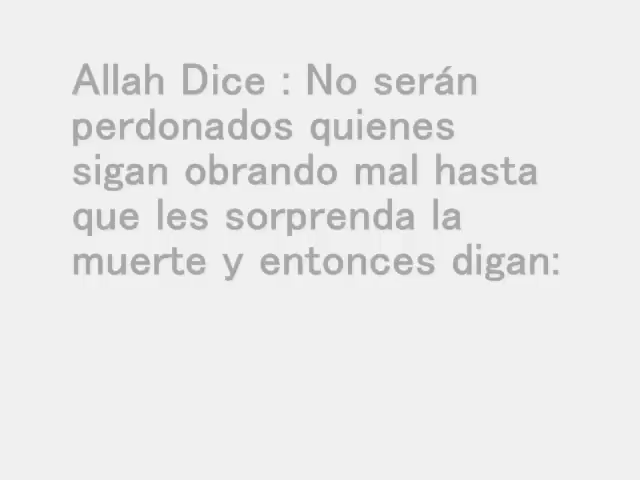 Allah Dice : No serán
perdonados quienes
sigan obrando mal hasta
que les sorprenda la
muerte y entonces digan: